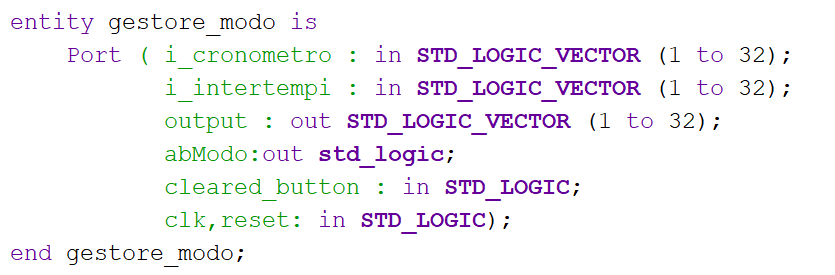 entity gestore_modo is
Port ( i_cronometro : in STD_LOGIC_VECTOR (1 to 32);
i_intertempi : in STD_LOGIC_VECTOR (1 to 32);
output : out STD_LOGIC_VECTOR (1 to 32);
abModo:out std_logic;
cleared_button : in STD_LOGIC;
clk,reset: in STD_LOGIC);
end gestore_modo;